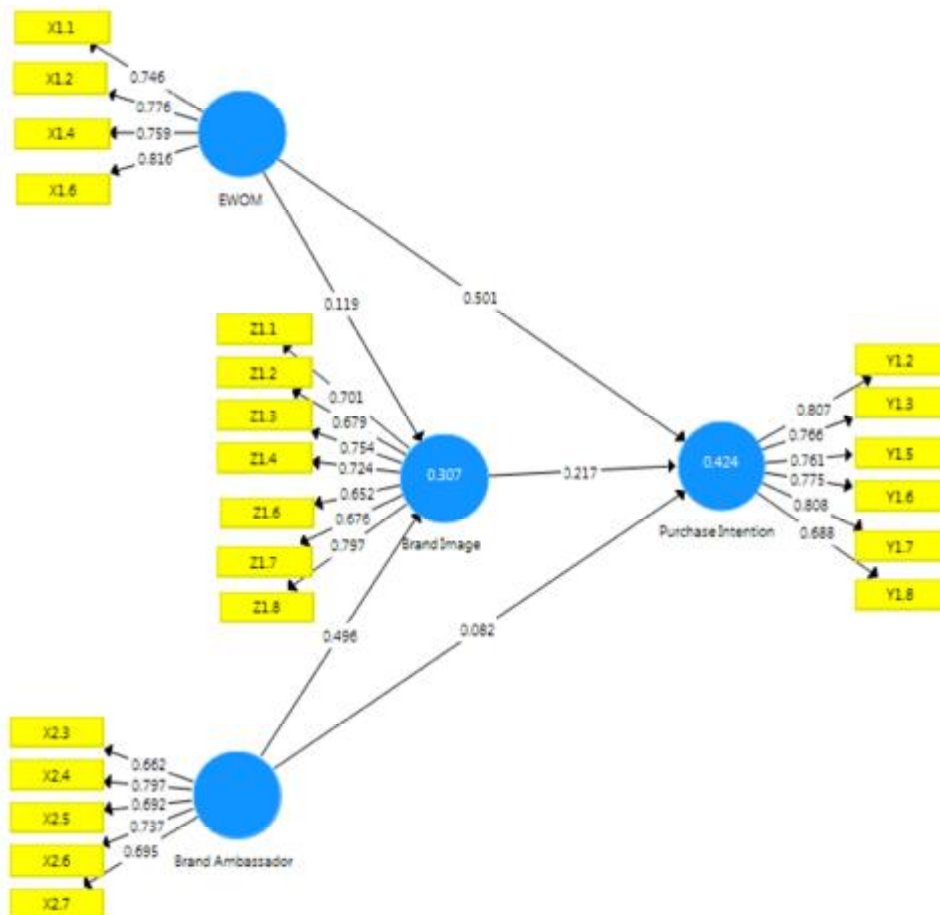 X1.1
X1.2
X1.4
X1.6
0.746
0.776
0.759
0.816
EWOM
0.119
0.501
Z1.1
Z1.2
Z1.3
Z1.4
Z1.6
Z1.7
Z1.8
0.701
0.679
0.754
0.724
0.652
0.676
0.797
0.307
Brand Image
0.217
0.424
Purchase Intention
0.807
0.766
0.761
0.775
0.808
0.688
Y1.2
Y1.3
Y1.5
Y1.6
Y1.7
Y1.8
0.496
0.082
X2.3
X2.4
X2.5
X2.6
X2.7
0.662
0.797
0.692
0.737
0.695
Brand Ambassador